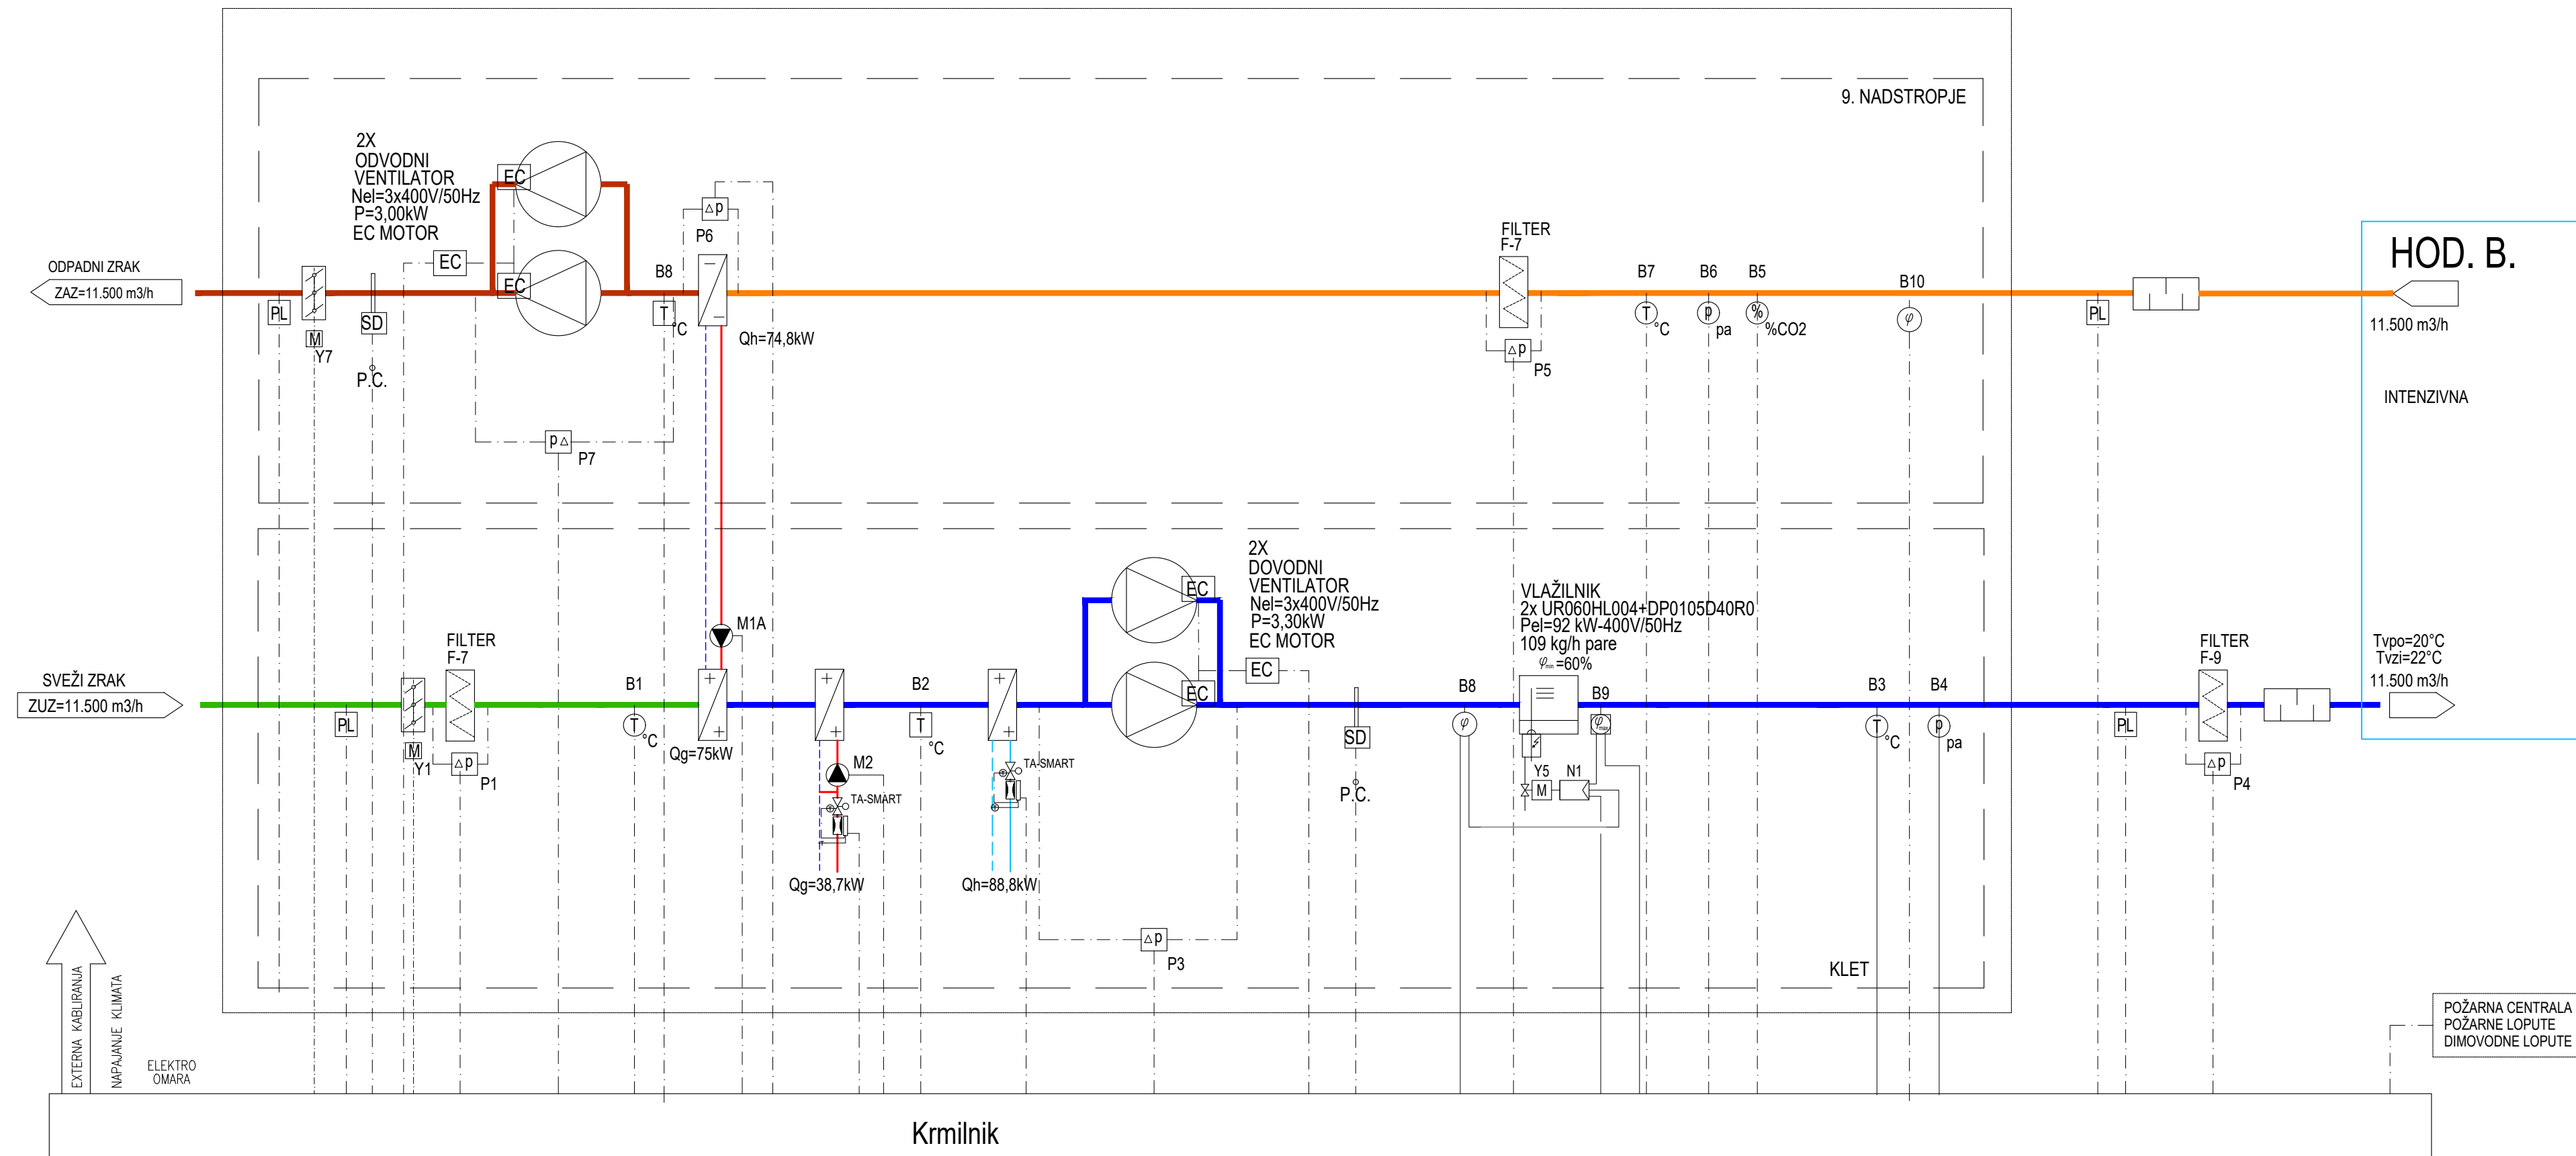 9. NADSTROPJE
2X
ODVODNI
VENTILATOR
Nel=3x400V/50Hz
P=3,00kW
EC MOTOR
EC
EC
EC
Δp
P6
B8
T
°C
Qh=74,8kW
ODPADNI ZRAK
ZAZ=11.500 m3/h
PL
M
Y7
SD
P.C.
p Δ
P7
FILTER
F-7
Δp
P5
B7
T
°C
B6
p
pa
B5
%
%CO2
B10
φ
PL
HOD. B.
11.500 m3/h
INTENZIVNA
2X
DOVODNI
VENTILATOR
Nel=3x400V/50Hz
P=3,30kW
EC MOTOR
EC
EC
EC
VLAŽILNIK
2x UR060HL004+DP0105D40R0
Pel=92 kW-400V/50Hz
109 kg/h pare
φmin =60%
SVEŽI ZRAK
ZUZ=11.500 m3/h
PL
M
Y1
FILTER
F-7
Δp
P1
B1
T
°C
M1A
Qg=75kW
M2
TA-SMART
Qg=38,7kW
B2
T
°C
TA-SMART
Qh=88,8kW
Δp
P3
SD
P.C.
B8
φ
B9
φmax
Y5
M
N1
B3
T
°C
B4
p
pa
PL
FILTER
F-9
Δp
P4
Tvpo=20°C
Tvzi=22°C
11.500 m3/h
KLET
EXTERNA KABLIRANJA
NAPAJANJE KLIMATA
ELEKTRO
OMARA
POŽARNA CENTRALA
POŽARNE LOPUTE
DIMOVODNE LOPUTE
Krmilnik